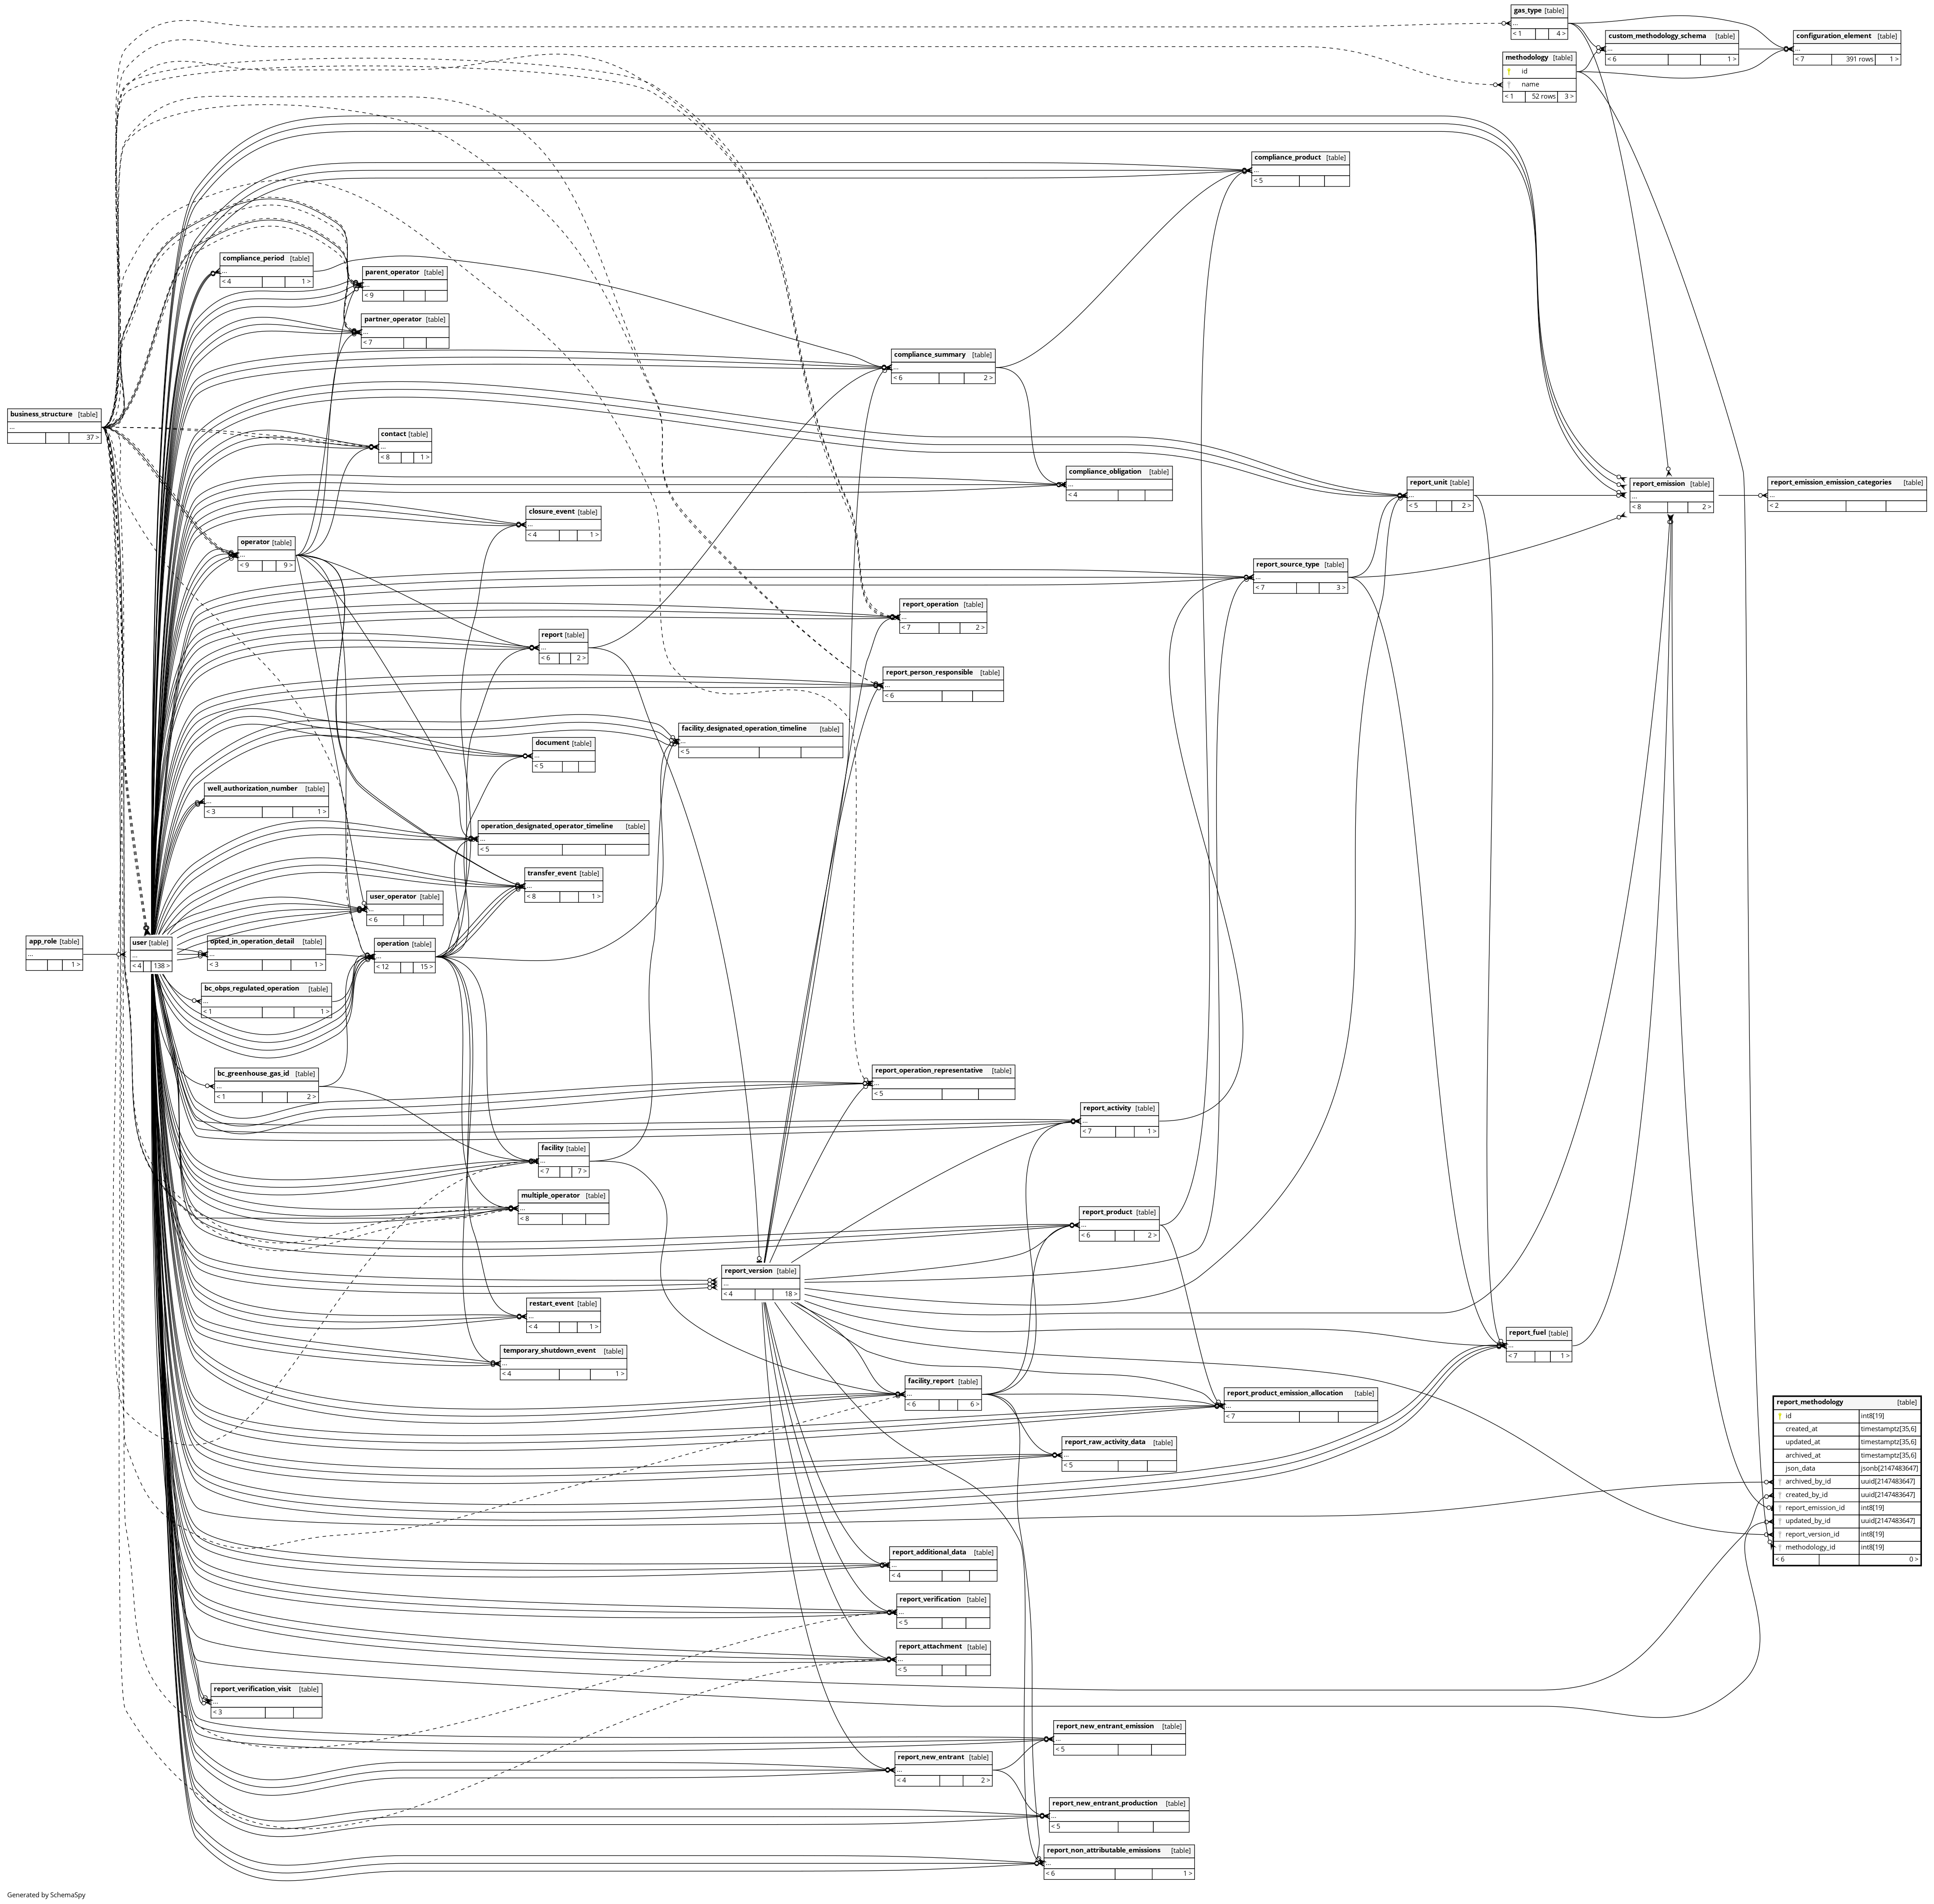 gas_type [table]
...
< 1 4 >
custom_methodology_schema [table]
...
< 6 1 >
configuration_element [table]
...
< 7 391 rows 1 >
methodology [table]
id
name
< 1 52 rows 3 >
compliance_product [table]
...
< 5
compliance_period [table]
...
< 4 1 >
parent_operator [table]
...
< 9
partner_operator [table]
...
< 7
compliance_summary [table]
...
< 6 2 >
business_structure [table]
...
37 >
contact [table]
...
< 8 1 >
compliance_obligation [table]
...
< 4
report_unit [table]
...
< 5 2 >
report_emission [table]
...
< 8 2 >
report_emission_emission_categories [table]
...
< 2
closure_event [table]
...
< 4 1 >
operator [table]
...
< 9 9 >
report_source_type [table]
...
< 7 3 >
report_operation [table]
...
< 7 2 >
report [table]
...
< 6 2 >
report_person_responsible [table]
...
< 6
facility_designated_operation_timeline [table]
...
< 5
document [table]
...
< 5
well_authorization_number [table]
...
< 3 1 >
operation_designated_operator_timeline [table]
...
< 5
transfer_event [table]
...
< 8 1 >
user_operator [table]
...
< 6
app_role [table]
...
1 >
user [table]
...
< 4 138 >
opted_in_operation_detail [table]
...
< 3 1 >
operation [table]
...
< 12 15 >
bc_obps_regulated_operation [table]
...
< 1 1 >
bc_greenhouse_gas_id [table]
...
< 1 2 >
report_operation_representative [table]
...
< 5
report_activity [table]
...
< 7 1 >
facility [table]
...
< 7 7 >
multiple_operator [table]
...
< 8
report_product [table]
...
< 6 2 >
report_version [table]
...
< 4 18 >
restart_event [table]
...
< 4 1 >
report_fuel [table]
...
< 7 1 >
temporary_shutdown_event [table]
...
< 4 1 >
facility_report [table]
...
< 6 6 >
report_product_emission_allocation [table]
...
< 7
report_methodology [table]
id int8[19]
created_at timestamptz[35,6]
updated_at timestamptz[35,6]
archived_at timestamptz[35,6]
json_data jsonb[2147483647]
archived_by_id uuid[2147483647]
created_by_id uuid[2147483647]
report_emission_id int8[19]
updated_by_id uuid[2147483647]
report_version_id int8[19]
methodology_id int8[19]
< 6 0 >
report_raw_activity_data [table]
...
< 5
report_additional_data [table]
...
< 4
report_verification [table]
...
< 5
report_attachment [table]
...
< 5
report_verification_visit [table]
...
< 3
report_new_entrant_emission [table]
...
< 5
report_new_entrant [table]
...
< 4 2 >
report_new_entrant_production [table]
...
< 5
report_non_attributable_emissions [table]
...
< 6 1 >
Generated by SchemaSpy